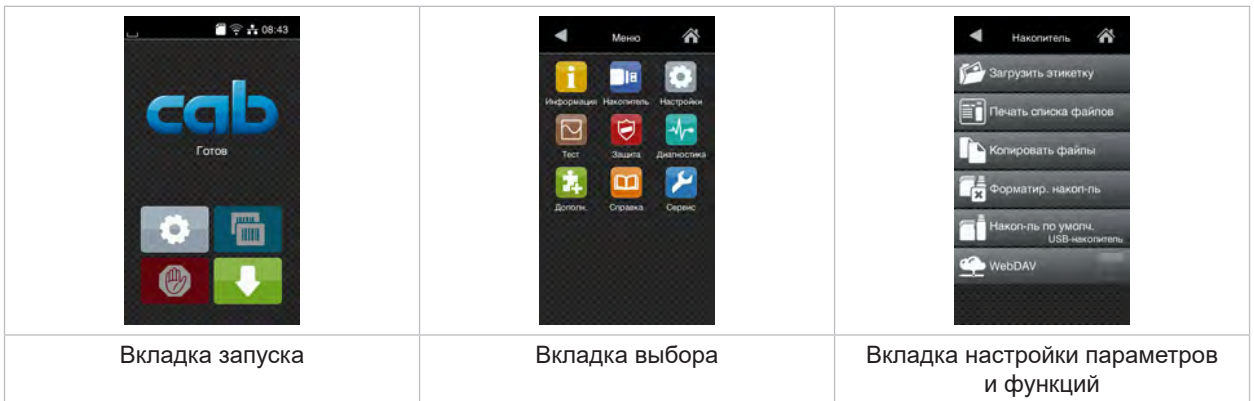 08:43
cab
Готов
Вкладка запуска
Меню
Информация Накопитель Настройки
Тест Защита Диагностика
Дополн. Справка Сервис
Вкладка выбора
Накопитель
Загрузить этикетку
Печать списка файлов
Копировать файлы
Форматир. накоп-ль
Накоп-ль по умолч.
USB-накопитель
WebDAV
Вкладка настройки параметров
и функций